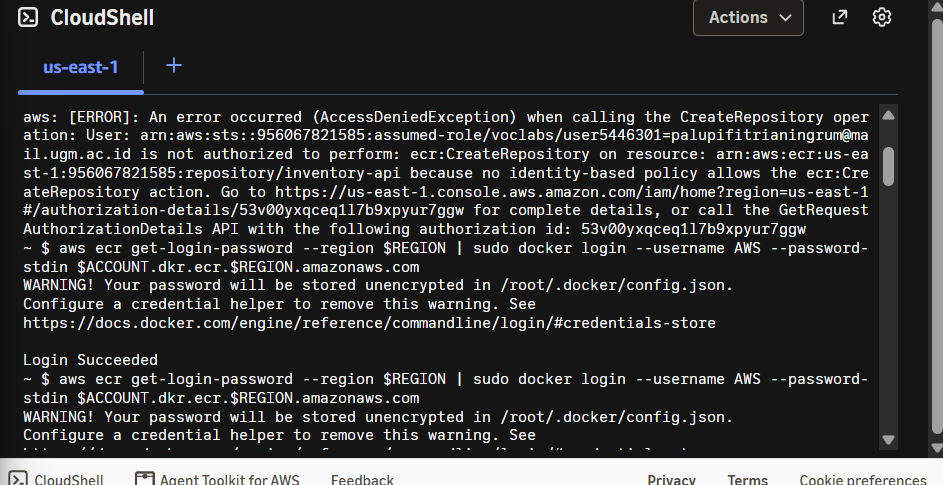 CloudShell
Actions
us-east-1
aws: [ERROR]: An error occurred (AccessDeniedException) when calling the CreateRepository oper
ation: User: arn:aws:sts::956067821585:assumed-role/voclabs/user5446301=palupifitrianingrum@ma
il.ugm.ac.id is not authorized to perform: ecr:CreateRepository on resource: arn:aws:ecr:us-ea
st-1:956067821585:repository/inventory-api because no identity-based policy allows the ecr:Cre
ateRepository action. Go to https://us-east-1.console.aws.amazon.com/iam/home?region=us-east-1
#/authorization-details/53v00yxqceq1l7b9xpyur7ggw for complete details, or call the GetRequest
AuthorizationDetails API with the following authorization id: 53v00yxqceq1l7b9xpyur7ggw
~ $ aws ecr get-login-password --region $REGION | sudo docker login --username AWS --password-
stdin $ACCOUNT.dkr.ecr.$REGION.amazonaws.com
WARNING! Your password will be stored unencrypted in /root/.docker/config.json.
Configure a credential helper to remove this warning. See
https://docs.docker.com/engine/reference/commandline/login/#credentials-store
Login Succeeded
~ $ aws ecr get-login-password --region $REGION | sudo docker login --username AWS --password-
stdin $ACCOUNT.dkr.ecr.$REGION.amazonaws.com
WARNING! Your password will be stored unencrypted in /root/.docker/config.json.
Configure a credential helper to remove this warning. See
CloudShell Agent Toolkit for AWS Feedback Privacy Terms Cookie preferences